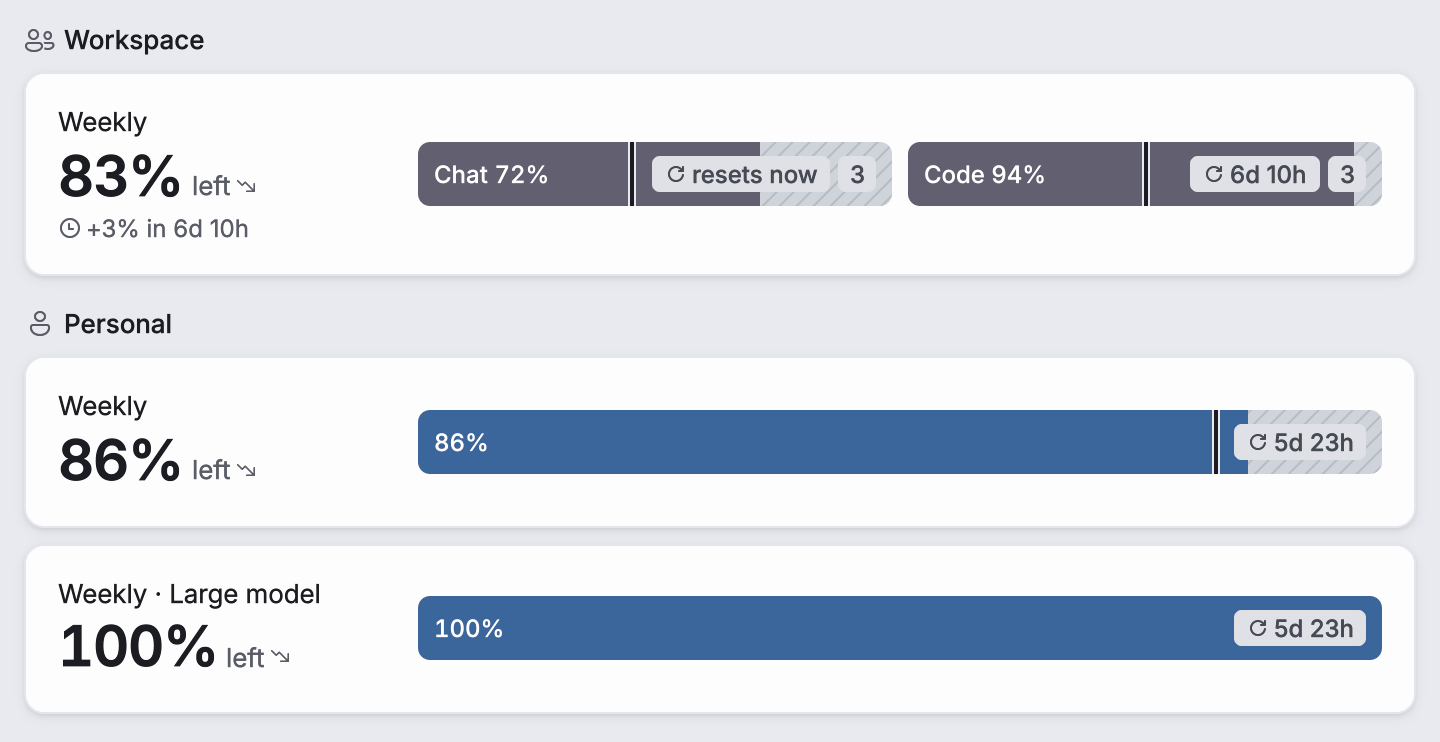 Workspace
Weekly
83% left
+3% in 6d 10h
Chat 72% resets now 3
Code 94% 6d 10h 3
Personal
Weekly
86% left
86% 5d 23h
Weekly · Large model
100% left
100% 5d 23h